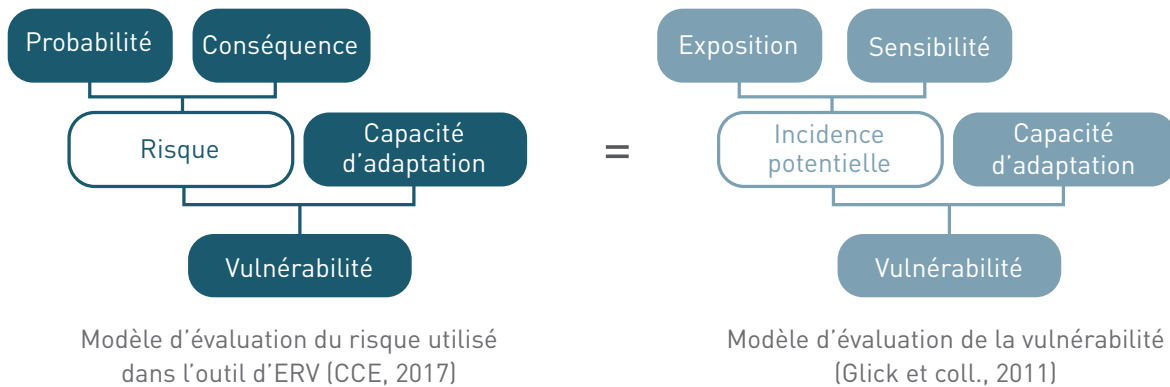 Probabilité
Conséquence
Risque
Capacité
d'adaptation
Vulnérabilité
Modèle d'évaluation du risque utilisé
dans l'outil d'ERV (CCE, 2017)
=
Exposition
Sensibilité
Incidence
potentielle
Capacité
d'adaptation
Vulnérabilité
Modèle d'évaluation de la vulnérabilité
(Glick et coll., 2011)